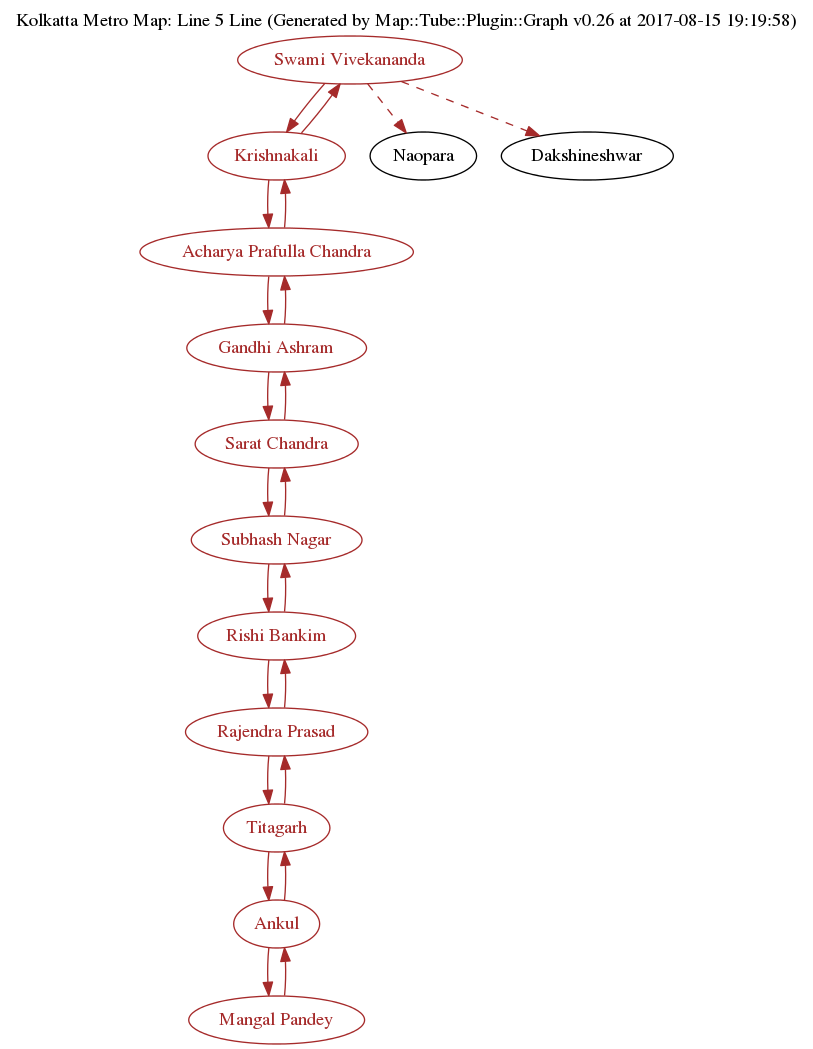 Kolkatta Metro Map: Line 5 Line (Generated by Map::Tube::Plugin::Graph v0.26 at 2017-08-15 19:19:58)
Swami Vivekananda
Krishnakali
Naopara
Dakshineshwar
Acharya Prafulla Chandra
Gandhi Ashram
Sarat Chandra
Subhash Nagar
Rishi Bankim
Rajendra Prasad
Titagarh
Ankul
Mangal Pandey